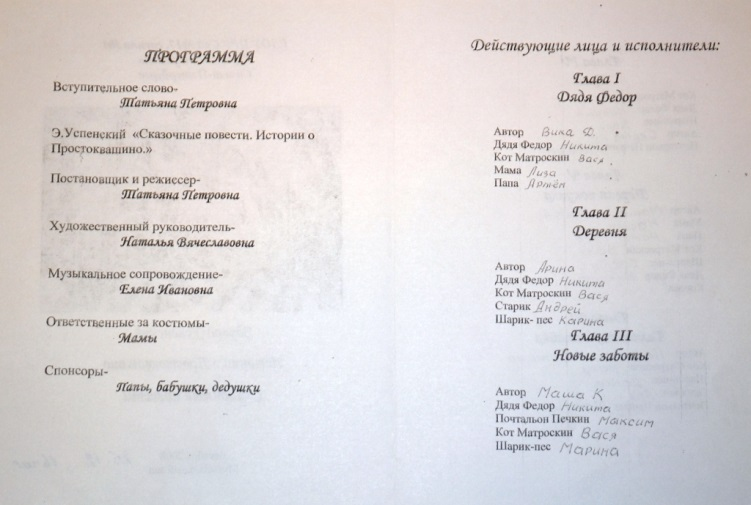 ПРОГРАММА
Вступительное слово-
Татьяна Петровна
Э.Успенский «Сказочные повести. Истории о
Простоквашино.»
Постановщик и режиссер-
Татьяна Петровна
Художественный руководитель-
Наталья Вячеславовна
Музыкальное сопровождение-
Елена Ивановна
Ответственные за костюмы-
Мамы
Спонсоры-
Папы, бабушки, дедушки
Действующие лица и исполнители:
Глава I
Дядя Федор
Автор Вика Ф.
Дядя Федор Никита
Кот Матроскин Вася
Мама Лиза
Папа Артём
Глава II
Деревня
Автор Арина
Дядя Федор Никита
Кот Матроскин Вася
Старик Андрей
Шарик- пес Карина
Глава III
Новые заботы
Автор Маша К
Дядя Федор Никита
Почтальон Печкин Максим
Кот Матроскин Вася
Шарик-пес Марина